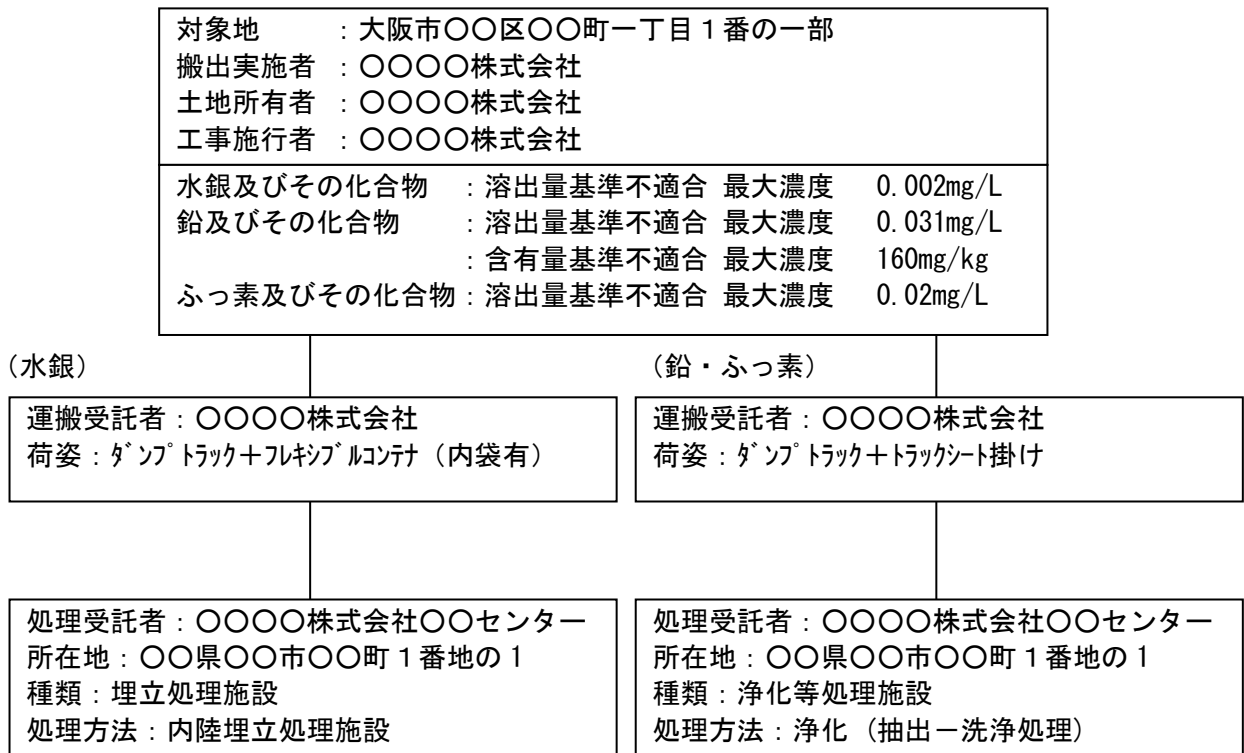 対象地　　　：大阪市〇〇区〇〇町一丁目１番の一部
搬出実施者　：〇〇〇〇株式会社
土地所有者　：〇〇〇〇株式会社
工事施行者　：〇〇〇〇株式会社
水銀及びその化合物　：溶出量基準不適合 最大濃度　0.002mg/L
鉛及びその化合物　　：溶出量基準不適合 最大濃度　0.031mg/L
：含有量基準不適合 最大濃度　160mg/kg
ふっ素及びその化合物：溶出量基準不適合 最大濃度　0.02mg/L
（水銀）
運搬受託者：〇〇〇〇株式会社
荷姿：ﾀﾞﾝﾌﾟﾄﾗｯｸ＋ﾌﾚｷｼﾌﾞﾙｺﾝﾃﾅ（内袋有）
処理受託者：〇〇〇〇株式会社〇〇センター
所在地：〇〇県〇〇市〇〇町１番地の１
種類：埋立処理施設
処理方法：内陸埋立処理施設
（鉛・ふっ素）
運搬受託者：〇〇〇〇株式会社
荷姿：ﾀﾞﾝﾌﾟﾄﾗｯｸ＋ﾄﾗｯｸｼｰﾄ掛け
処理受託者：〇〇〇〇株式会社〇〇センター
所在地：〇〇県〇〇市〇〇町１番地の１
種類：浄化等処理施設
処理方法：浄化（抽出－洗浄処理）